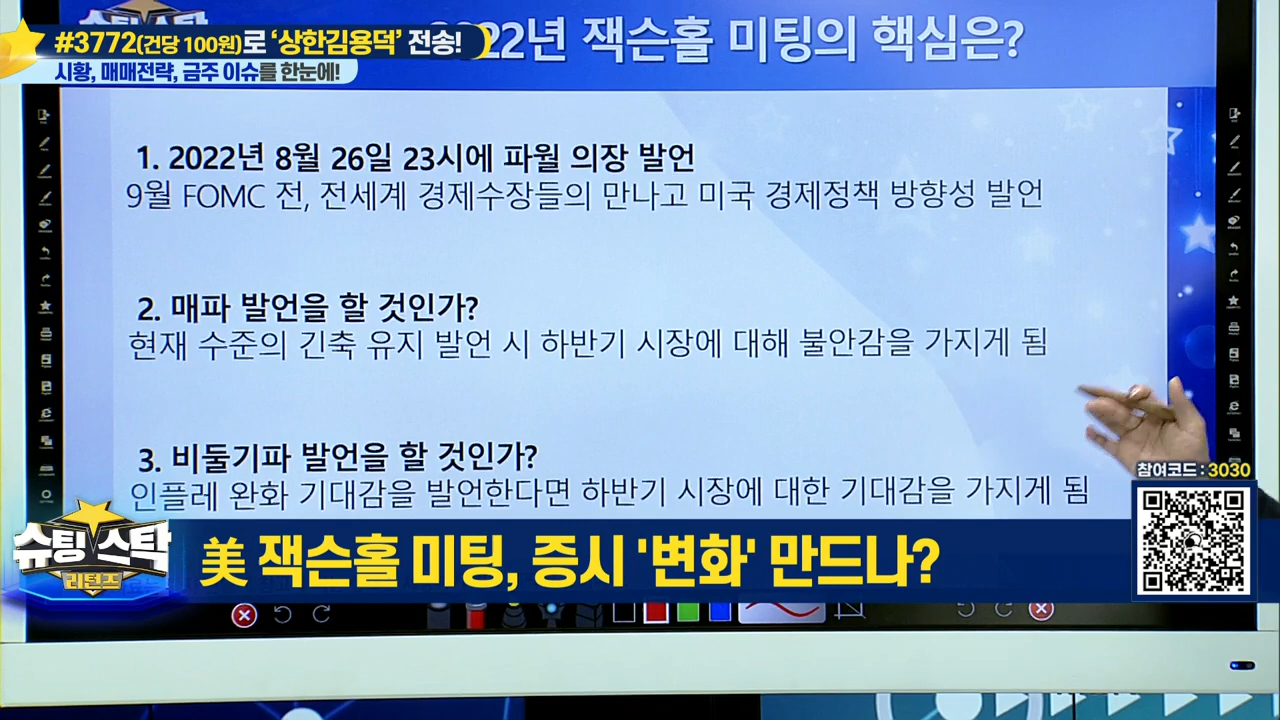 #3772(건당 100원)로 '상한김용덕' 전송!
시황, 매매전략, 금주 이슈를 한눈에!
22년 잭슨홀 미팅의 핵심은?
1. 2022년 8월 26일 23시에 파월 의장 발언
9월 FOMC 전, 전세계 경제수장들의 만나고 미국 경제정책 방향성 발언
2. 매파 발언을 할 것인가?
현재 수준의 긴축 유지 발언 시 하반기 시장에 대해 불안감을 가지게 됨
3. 비둘기파 발언을 할 것인가?
인플레 완화 기대감을 발언한다면 하반기 시장에 대한 기대감을 가지게 됨
참여코드 : 3030
슈팅 스탁
리턴즈
美 잭슨홀 미팅, 증시 '변화' 만드나?